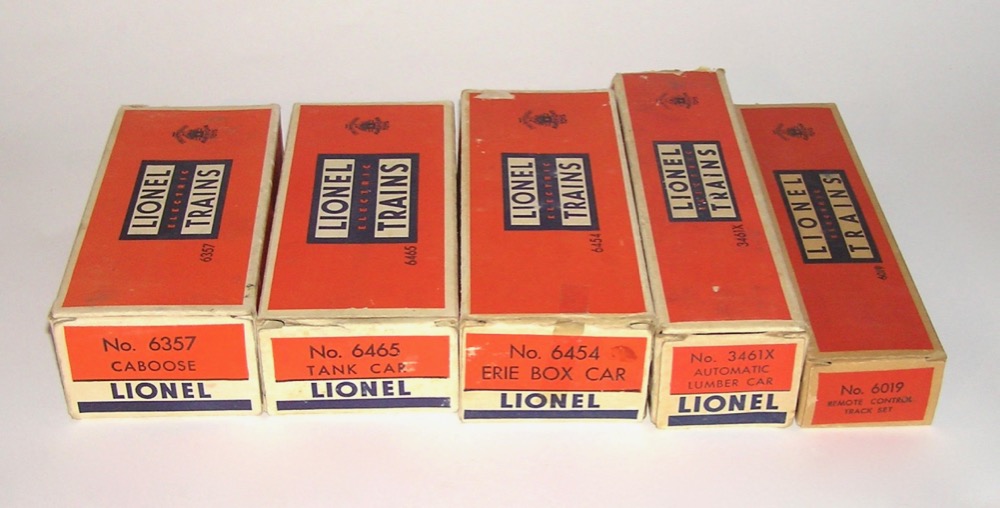 LIONEL
ELECTRIC
TRAINS
6357
No. 6357
CABOOSE
LIONEL
LIONEL
ELECTRIC
TRAINS
6465
No. 6465
TANK CAR
LIONEL
LIONEL
ELECTRIC
TRAINS
6454
No. 6454
ERIE BOX CAR
LIONEL
LIONEL
ELECTRIC
TRAINS
3461X
No. 3461X
AUTOMATIC
LUMBER CAR
LIONEL
LIONEL
ELECTRIC
TRAINS
6019
No. 6019
REMOTE CONTROL
TRACK SET